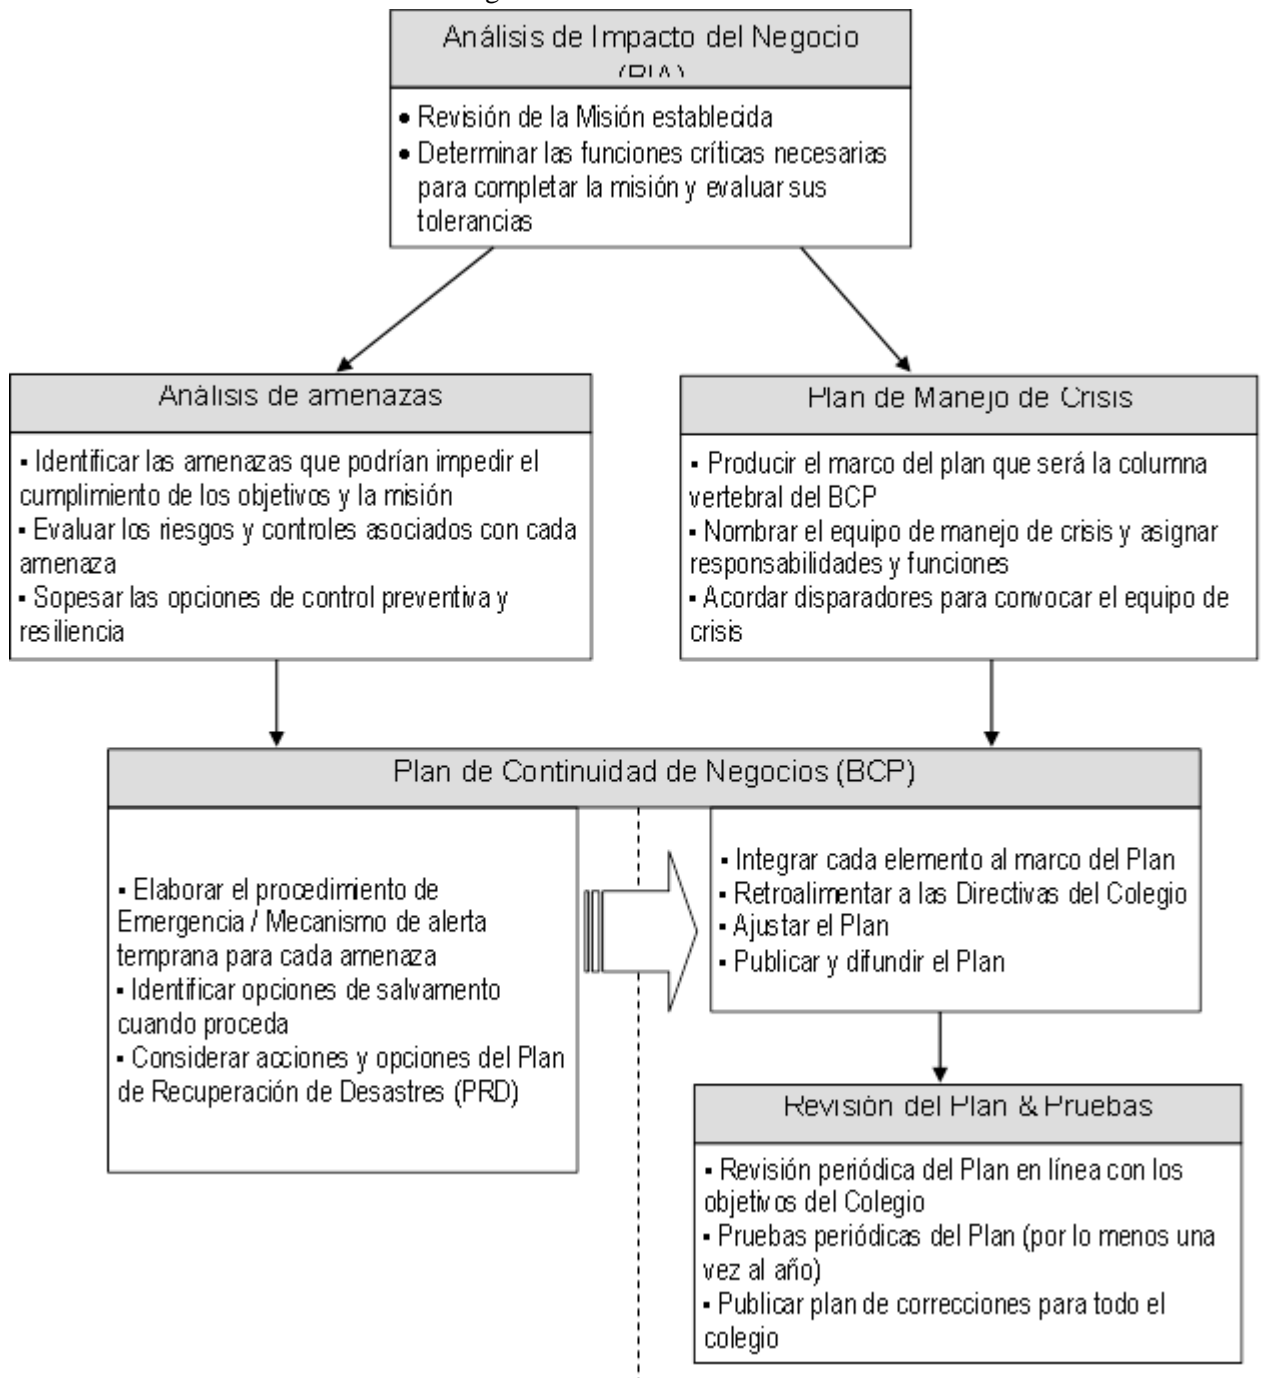 Análisis de Impacto del Negocio
(BIA)
• Revisión de la Misión establecida
• Determinar las funciones críticas necesarias
para completar la misión y evaluar sus
tolerancias
Análisis de amenazas
▪ Identificar las amenazas que podrían impedir el
cumplimiento de los objetivos y la misión
▪ Evaluar los riesgos y controles asociados con cada
amenaza
▪ Sopesar las opciones de control preventiva y
resiliencia
Plan de Manejo de Crisis
▪ Producir el marco del plan que será la columna
vertebral del BCP
▪ Nombrar el equipo de manejo de crisis y asignar
responsabilidades y funciones
▪ Acordar disparadores para convocar el equipo de
crisis
Plan de Continuidad de Negocios (BCP)
▪ Elaborar el procedimiento de
Emergencia / Mecanismo de alerta
temprana para cada amenaza
▪ Identificar opciones de salvamento
cuando proceda
▪ Considerar acciones y opciones del Plan
de Recuperación de Desastres (PRD)
▪ Integrar cada elemento al marco del Plan
▪ Retroalimentar a las Directivas del Colegio
▪ Ajustar el Plan
▪ Publicar y difundir el Plan
Revisión del Plan & Pruebas
▪ Revisión periódica del Plan en línea con los
objetivos del Colegio
▪ Pruebas periódicas del Plan (por lo menos una
vez al año)
▪ Publicar plan de correcciones para todo el
colegio